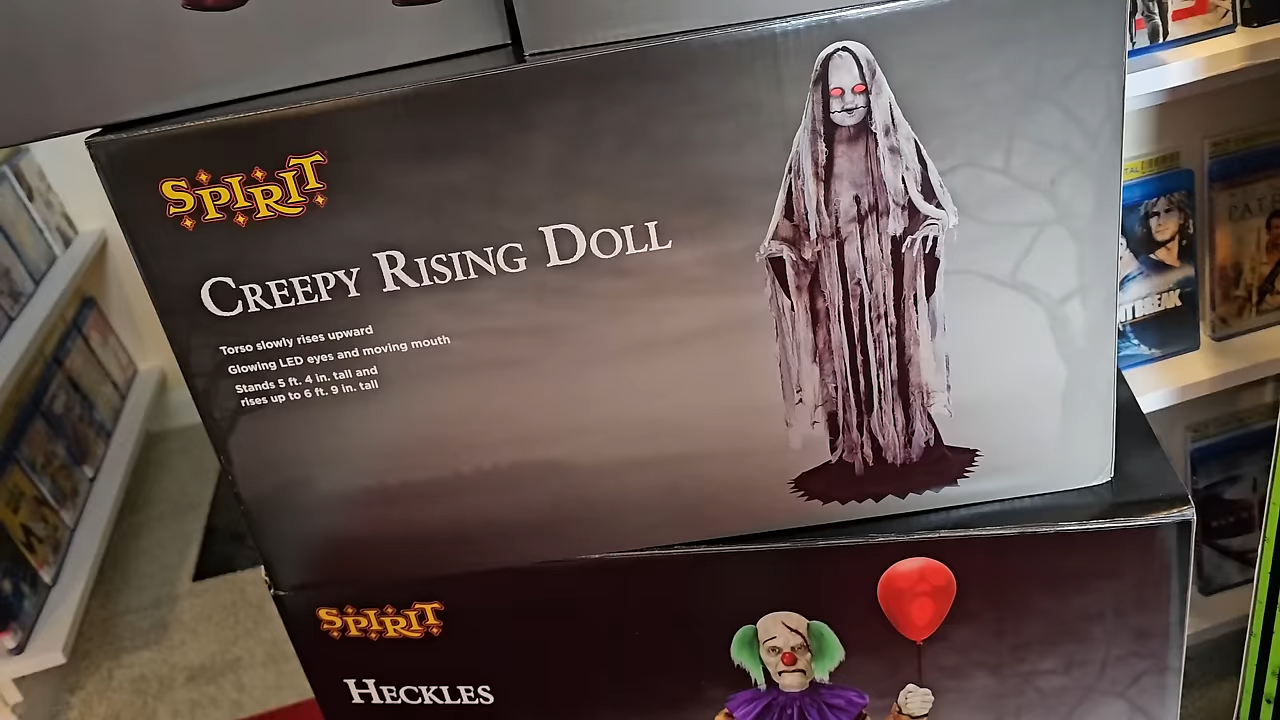 SPIRIT
CREEPY RISING DOLL
Torso slowly rises upward
Glowing LED eyes and moving mouth
Stands 5 ft. 4 in. tall and
rises up to 6 ft. 9 in. tall
SPIRIT
HECKLES
BREAK